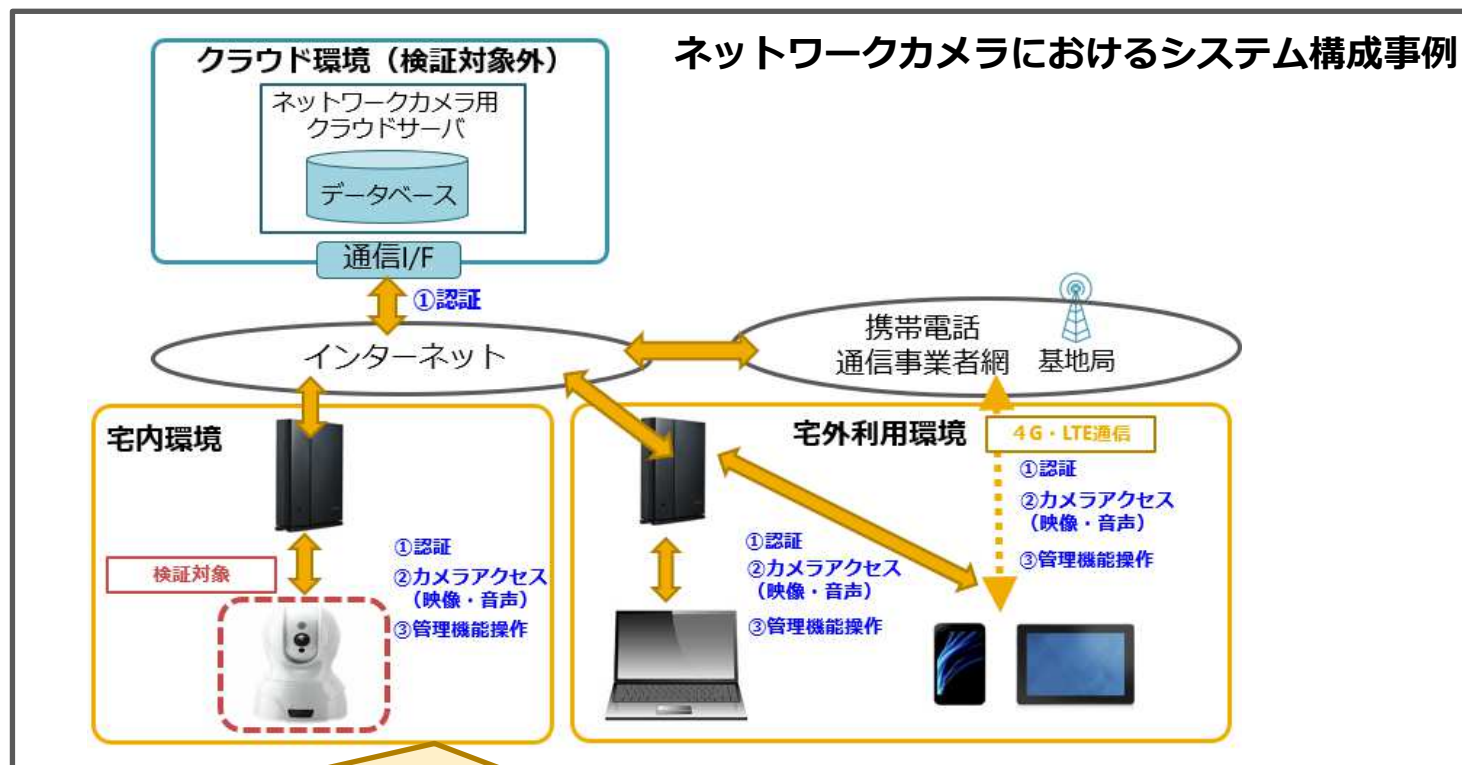 ネットワークカメラにおけるシステム構成事例
クラウド環境（検証対象外）
ネットワークカメラ用
クラウドサーバ
データベース
通信I/F
①認証
インターネット
携帯電話
通信事業者網
基地局
宅内環境
検証対象
①認証
②カメラアクセス
（映像・音声）
③管理機能操作
宅外利用環境
４G・LTE通信
①認証
②カメラアクセス
（映像・音声）
③管理機能操作
①認証
②カメラアクセス
（映像・音声）
③管理機能操作